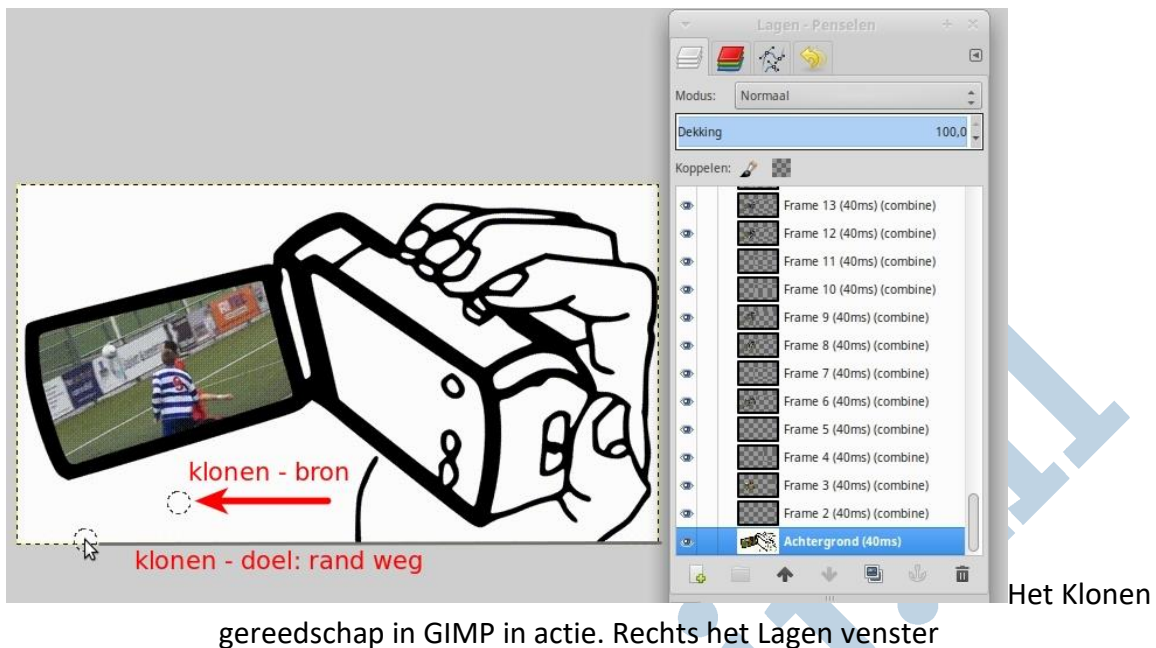 Lagen - Penselen
Modus: Normaal
Dekking 100,0
Koppelen:
Frame 13 (40ms) (combine)
Frame 12 (40ms) (combine)
Frame 11 (40ms) (combine)
Frame 10 (40ms) (combine)
Frame 9 (40ms) (combine)
Frame 8 (40ms) (combine)
Frame 7 (40ms) (combine)
Frame 6 (40ms) (combine)
Frame 5 (40ms) (combine)
Frame 4 (40ms) (combine)
Frame 3 (40ms) (combine)
Frame 2 (40ms) (combine)
Achtergrond (40ms)
klonen - bron
klonen - doel: rand weg
Het Klonen
gereedschap in GIMP in actie. Rechts het Lagen venster